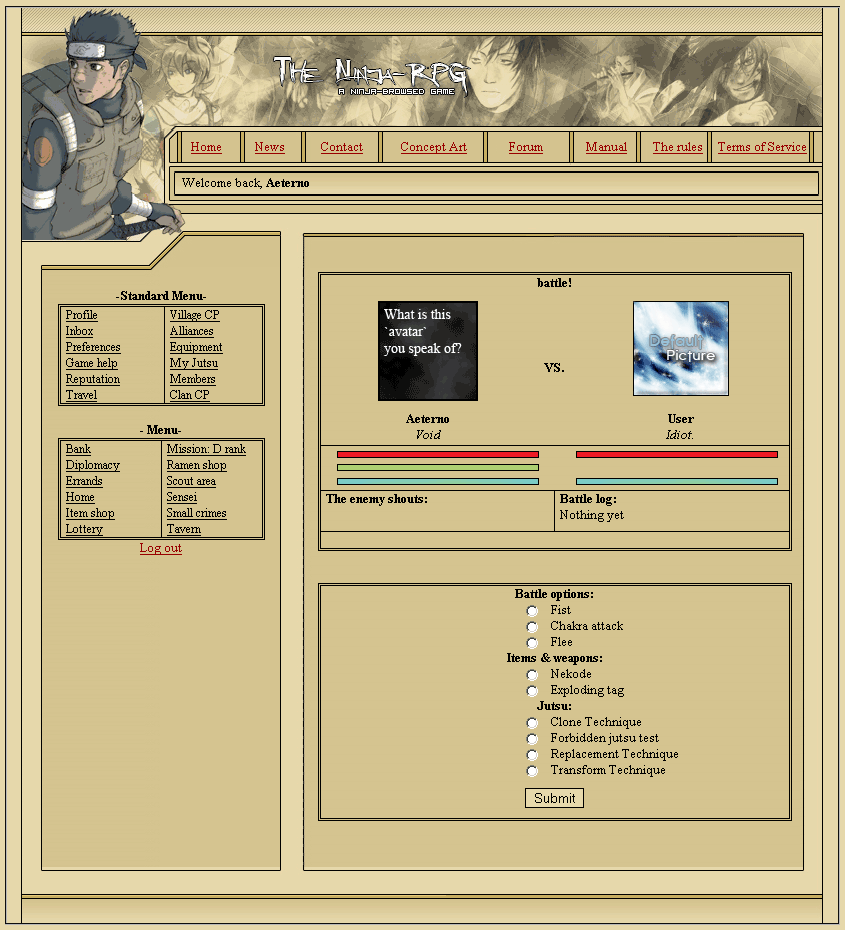 THE NINJA-RPG
A NINJA-BROWSED GAME
Home News Contact Concept Art Forum Manual The rules Terms of Service
Welcome back, Aeterno
-Standard Menu-
Profile Village CP
Inbox Alliances
Preferences Equipment
Game help My Jutsu
Reputation Members
Travel Clan CP
- Menu-
Bank Mission: D rank
Diplomacy Ramen shop
Errands Scout area
Home Sensei
Item shop Small crimes
Lottery Tavern
Log out
battle!
What is this
`avatar`
you speak of?
VS.
Default
Picture
Aeterno User
Void Idiot.
The enemy shouts: Battle log:
Nothing yet
Battle options:
Fist
Chakra attack
Flee
Items & weapons:
Nekode
Exploding tag
Jutsu:
Clone Technique
Forbidden jutsu test
Replacement Technique
Transform Technique
Submit